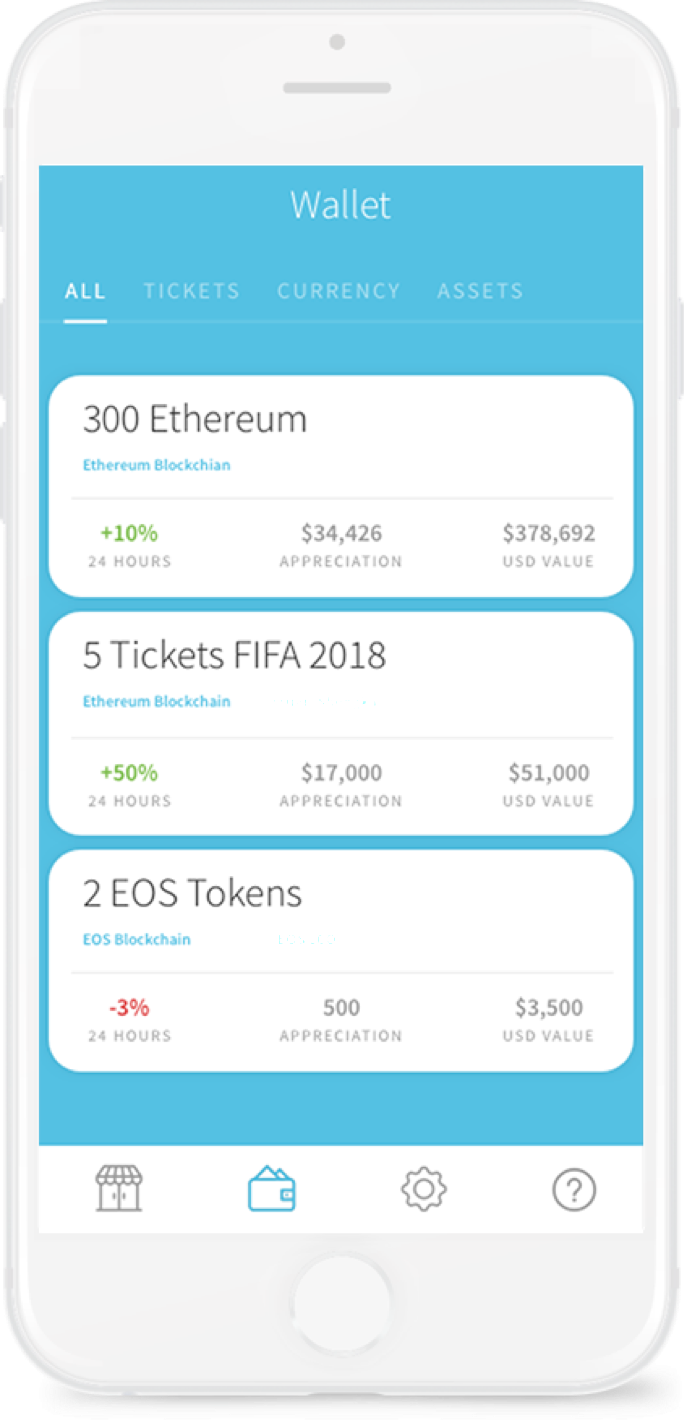 Wallet
ALL TICKETS CURRENCY ASSETS
300 Ethereum
Ethereum Blockchian
+10% $34,426 $378,692
24 HOURS APPRECIATION USD VALUE
5 Tickets FIFA 2018
Ethereum Blockchain
+50% $17,000 $51,000
24 HOURS APPRECIATION USD VALUE
2 EOS Tokens
EOS Blockchain
-3% 500 $3,500
24 HOURS APPRECIATION USD VALUE
?